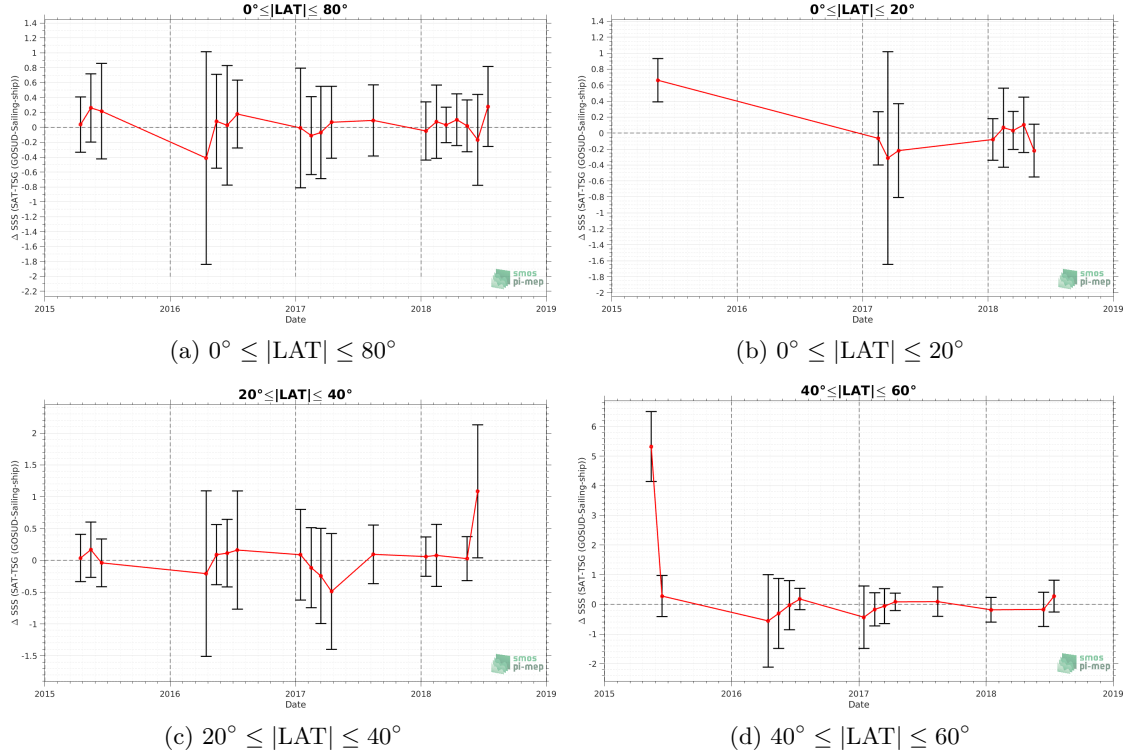 0°≤|LAT|≤ 80°
Δ SSS (SAT-TSG (GOSUD-Sailing-ship))
1.4
1.2
1
0.8
0.6
0.4
0.2
0
-0.2
-0.4
-0.6
-0.8
-1
-1.2
-1.4
-1.6
-1.8
-2
-2.2
smos
pi-mep
2015 2016 2017 2018 2019
Date
(a) 0° ≤ |LAT| ≤ 80°
0°≤|LAT|≤ 20°
Δ SSS (SAT-TSG (GOSUD-Sailing-ship))
1.4
1.2
1
0.8
0.6
0.4
0.2
0
-0.2
-0.4
-0.6
-0.8
-1
-1.2
-1.4
-1.6
-1.8
-2
smos
pi-mep
2015 2016 2017 2018 2019
Date
(b) 0° ≤ |LAT| ≤ 20°
20°≤|LAT|≤ 40°
Δ SSS (SAT-TSG (GOSUD-Sailing-ship))
2
1.5
1
0.5
0
-0.5
-1
-1.5
smos
pi-mep
2015 2016 2017 2018 2019
Date
(c) 20° ≤ |LAT| ≤ 40°
40°≤|LAT|≤ 60°
Δ SSS (SAT-TSG (GOSUD-Sailing-ship))
6
5
4
3
2
1
0
-1
-2
smos
pi-mep
2015 2016 2017 2018 2019
Date
(d) 40° ≤ |LAT| ≤ 60°